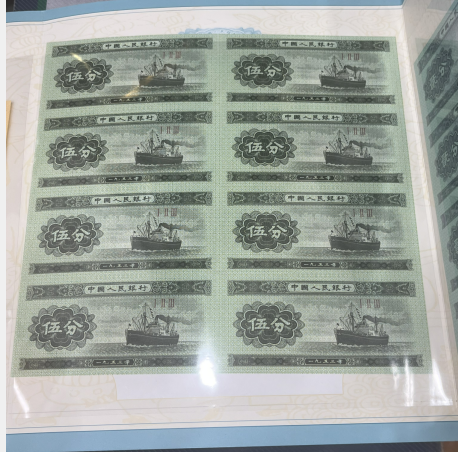 中國人民銀行
伍分
一九五三年
中國人民銀行
伍分
一九五三年
中國人民銀行
伍分
一九五三年
中國人民銀行
伍分
一九五三年
中國人民銀行
伍分
一九五三年
中國人民銀行
伍分
一九五三年
中國人民銀行
伍分
一九五三年
中國人民銀行
伍分
一九五三年